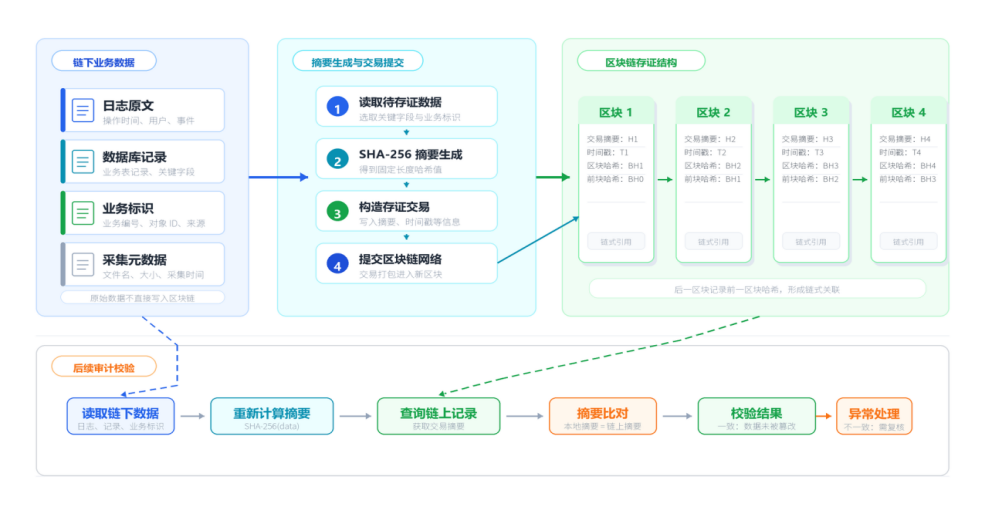 链下业务数据
日志原文
操作时间、用户、事件
数据库记录
业务表记录、关键字段
业务标识
业务编号、对象 ID、来源
采集元数据
文件名、大小、采集时间
原始数据不直接写入区块链
摘要生成与交易提交
1
读取待存证数据
选取关键字段与业务标识
2
SHA-256 摘要生成
得到固定长度哈希值
3
构造存证交易
写入摘要、时间戳等信息
4
提交区块链网络
交易打包进入新区块
区块链存证结构
区块 1
交易摘要：H1
时间戳：T1
区块哈希：BH1
前块哈希：BH0
链式引用
区块 2
交易摘要：H2
时间戳：T2
区块哈希：BH2
前块哈希：BH1
链式引用
区块 3
交易摘要：H3
时间戳：T3
区块哈希：BH3
前块哈希：BH2
链式引用
区块 4
交易摘要：H4
时间戳：T4
区块哈希：BH4
前块哈希：BH3
链式引用
后一区块记录前一区块哈希，形成链式关联
后续审计校验
读取链下数据
日志、记录、业务标识
重新计算摘要
SHA-256(data)
查询链上记录
获取交易摘要
摘要比对
本地摘要＝链上摘要
校验结果
一致：数据未被篡改
异常处理
不一致：需复核